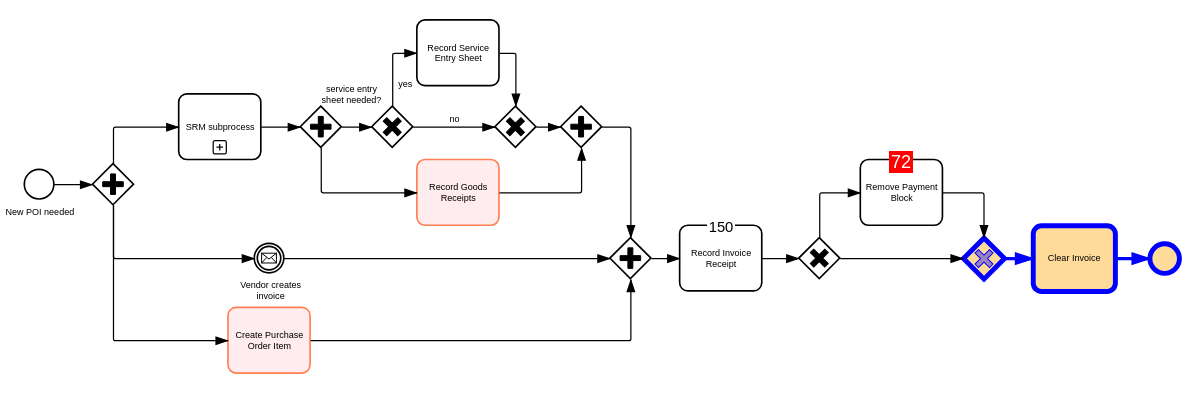 Record Service
Entry Sheet
service entry
sheet needed?
yes
no
SRM subprocess
New POI needed
Record Goods
Receipts
Vendor creates
invoice
Create Purchase
Order Item
150
Record Invoice
Receipt
72
Remove Payment
Block
Clear Invoice